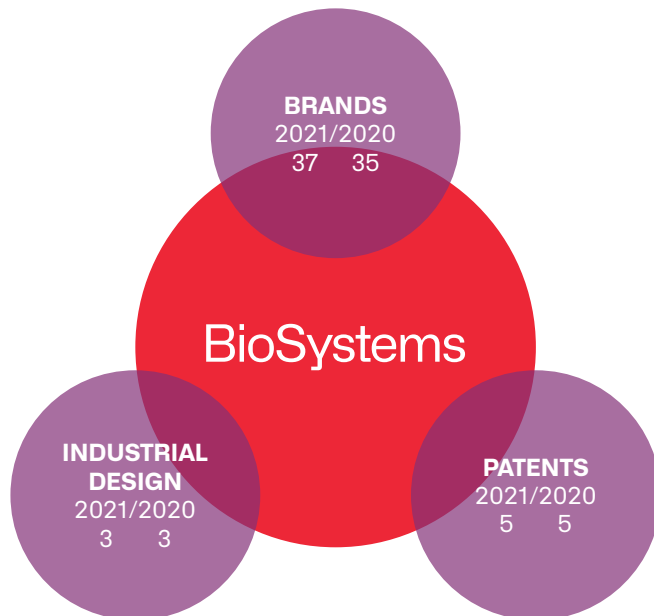 BRANDS
2021/2020
37 35
BioSystems
INDUSTRIAL
DESIGN
2021/2020
3 3
PATENTS
2021/2020
5 5